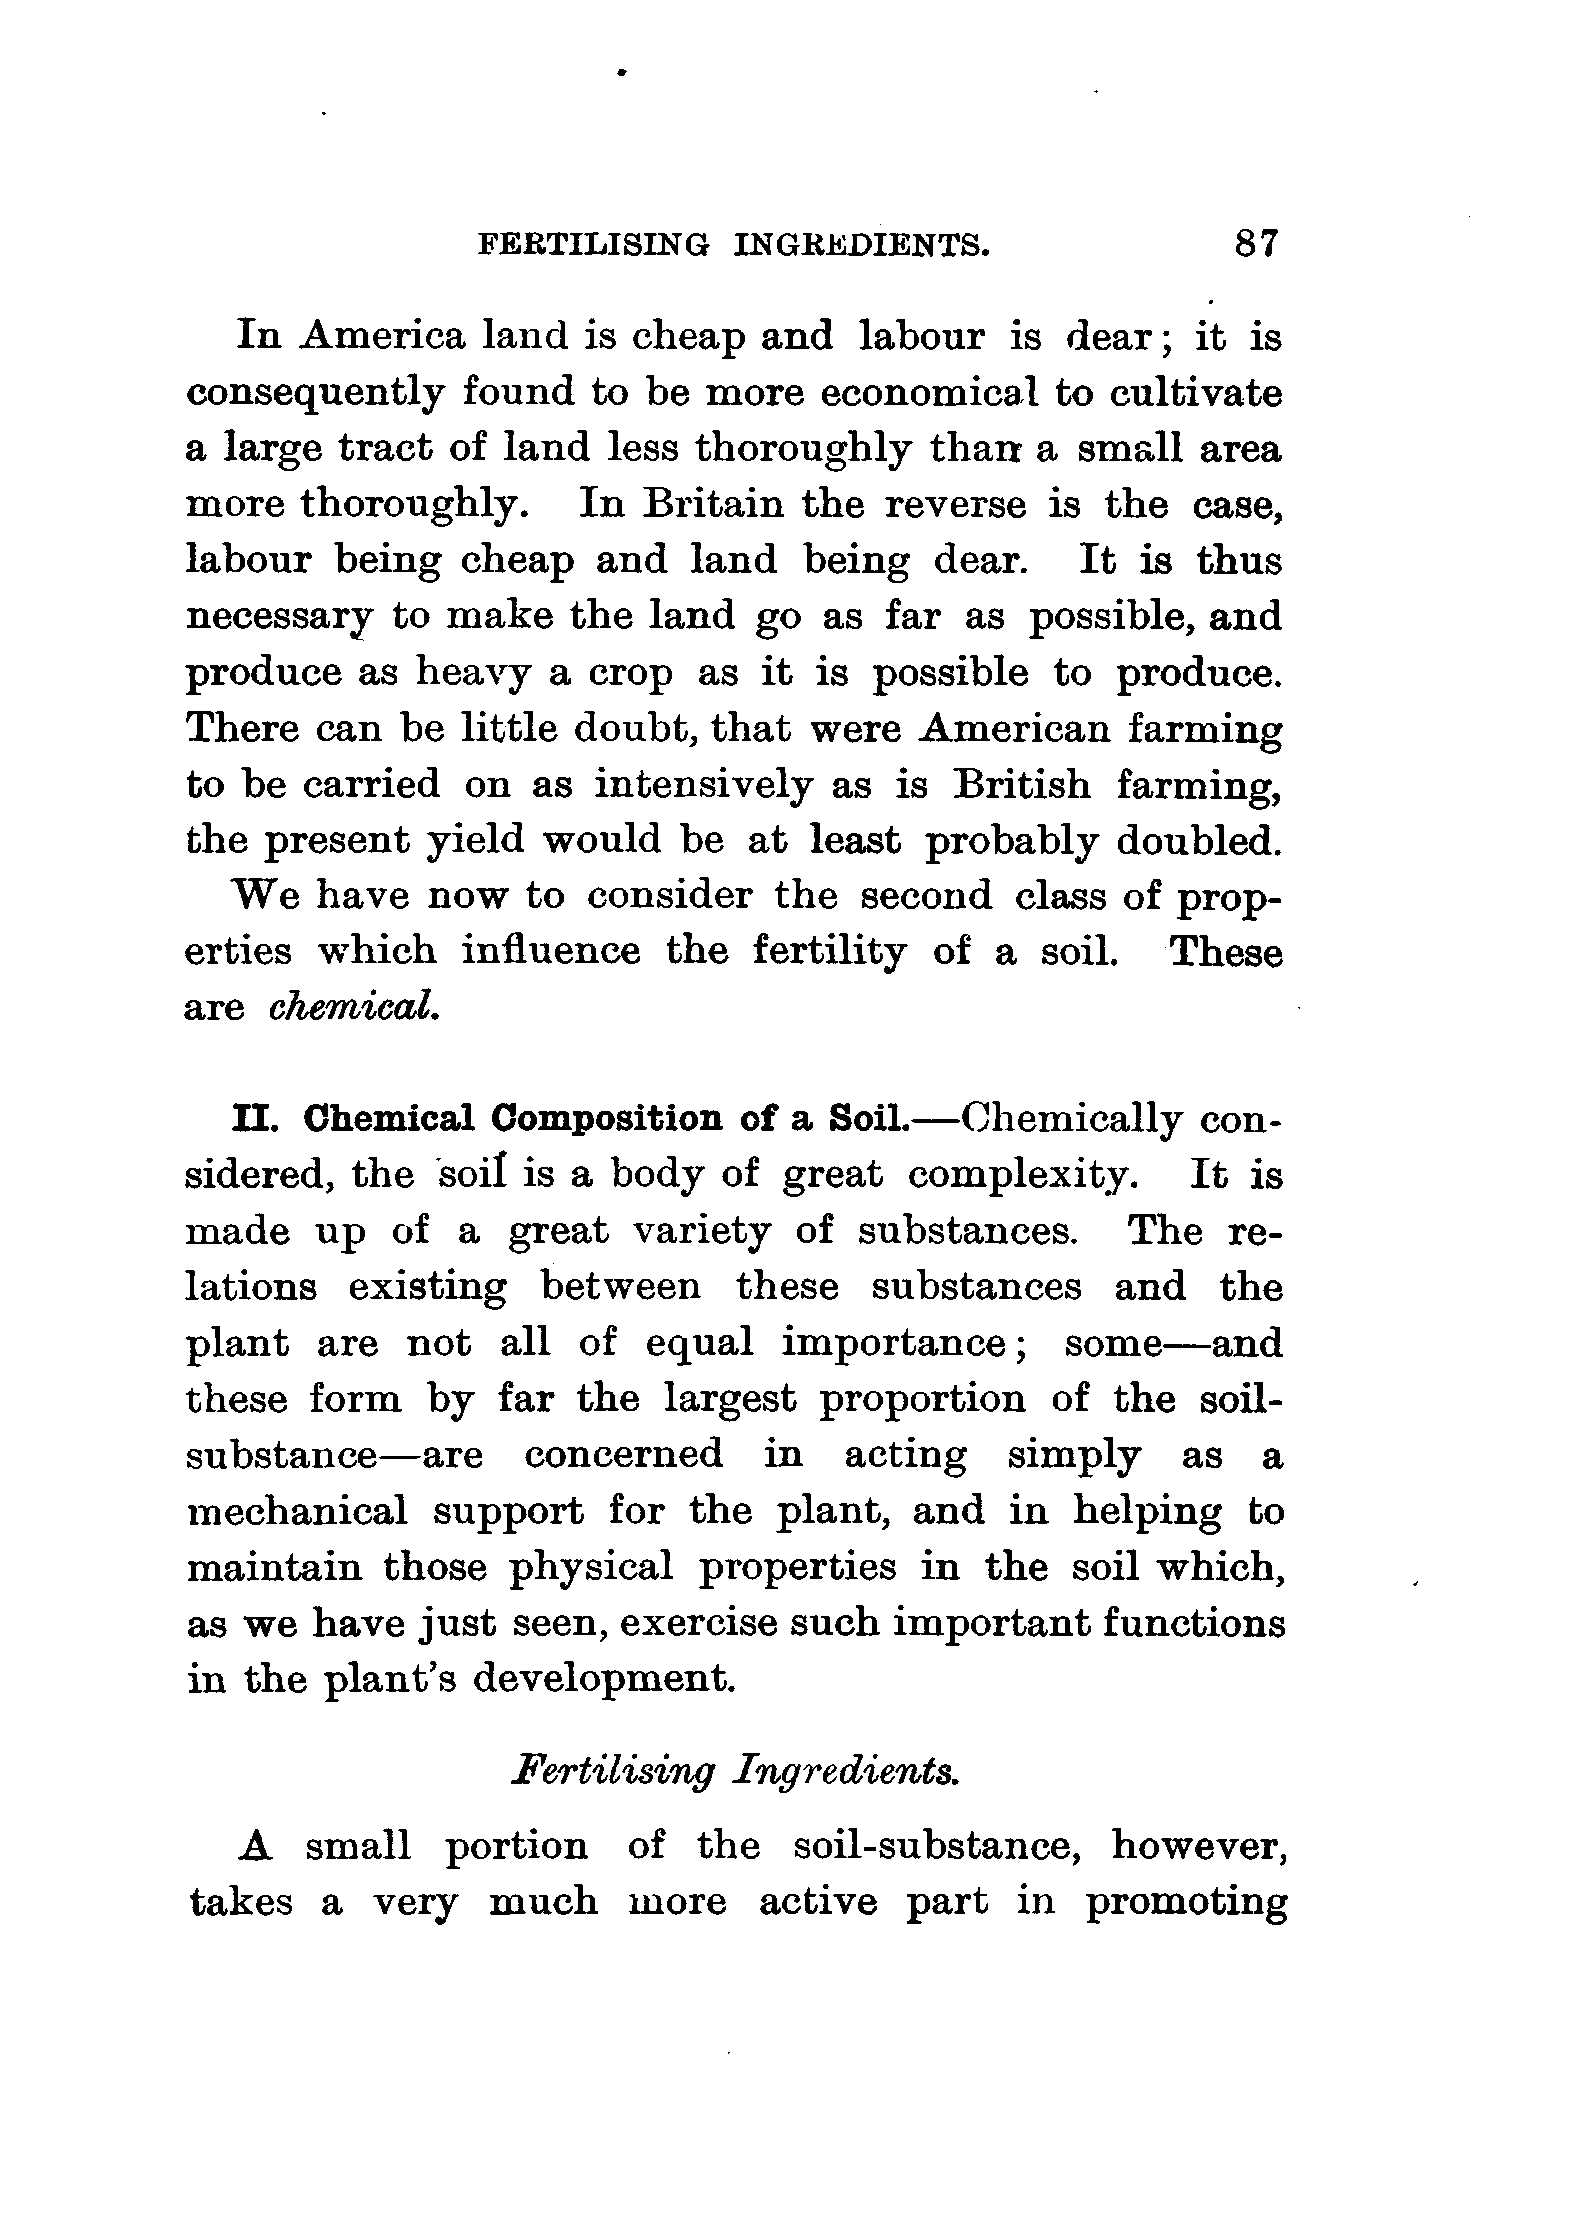 FERTILISING INGREDIENTS. 87
In America land is cheap and labour is dear; it is
consequently found to be more economical to cultivate
a large tract of land less thoroughly than a small area
more thoroughly. In Britain the reverse is the case,
labour being cheap and land being dear. It is thus
necessary to make the land go as far as possible, and
produce as heavy a crop as it is possible to produce.
There can be little doubt, that were American farming
to be carried on as intensively as is British farming,
the present yield would be at least probably doubled.
We have now to consider the second class of prop-
erties which influence the fertility of a soil. These
are chemical.
II. Chemical Composition of a Soil.—Chemically con-
sidered, the soil is a body of great complexity. It is
made up of a great variety of substances. The re-
lations existing between these substances and the
plant are not all of equal importance; some—and
these form by far the largest proportion of the soil-
substance—are concerned in acting simply as a
mechanical support for the plant, and in helping to
maintain those physical properties in the soil which,
as we have just seen, exercise such important functions
in the plant's development.
Fertilising Ingredients.
A small portion of the soil-substance, however,
takes a very much more active part in promoting